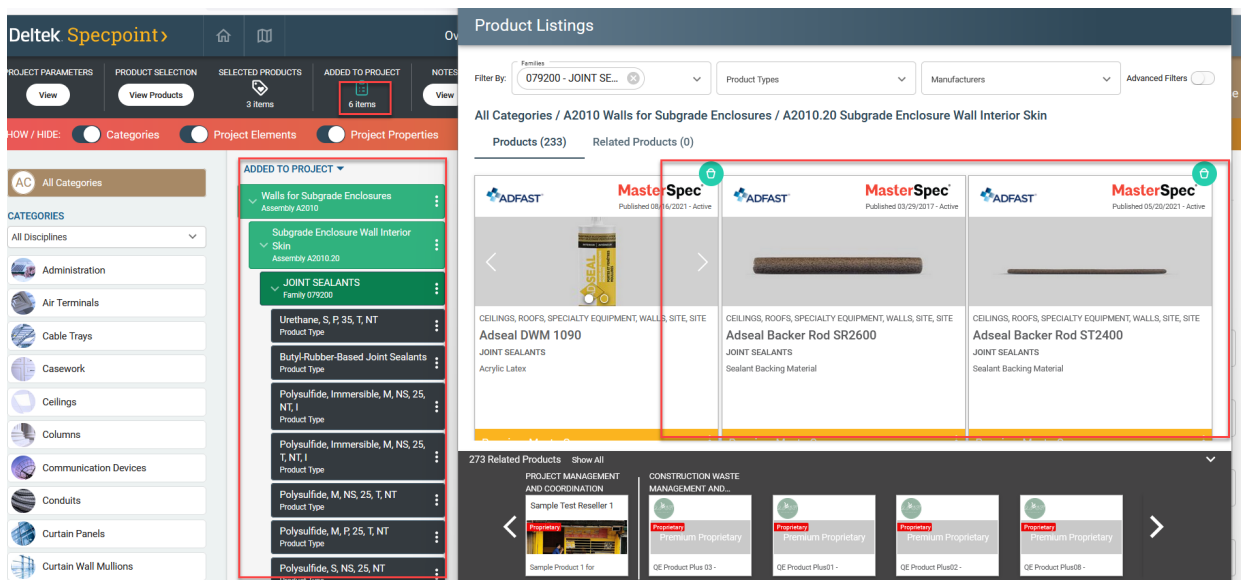 Deltek Specpoint
Ov
PROJECT PARAMETERS
PRODUCT SELECTION
SELECTED PRODUCTS
ADDED TO PROJECT
NOTES
View
View Products
3 items
6 items
View
HOW / HIDE:
Categories
Project Elements
Project Properties
AC All Categories
CATEGORIES
All Disciplines
Administration
Air Terminals
Cable Trays
Casework
Ceilings
Columns
Communication Devices
Conduits
Curtain Panels
Curtain Wall Mullions
ADDED TO PROJECT
Walls for Subgrade Enclosures
Assembly A2010
Subgrade Enclosure Wall Interior
Skin
Assembly A2010.20
JOINT SEALANTS
Family 079200
Urethane, S, P, 35, T, NT
Product Type
Butyl-Rubber-Based Joint Sealants
Product Type
Polysulfide, Immersible, M, NS, 25,
NT, I
Product Type
Polysulfide, Immersible, M, NS, 25,
T, NT, I
Product Type
Polysulfide, M, NS, 25, T, NT
Product Type
Polysulfide, M, P, 25, T, NT
Product Type
Polysulfide, S, NS, 25, NT
Product Type
Product Listings
Filter By:
Families
079200 - JOINT SE...
Product Types
Manufacturers
Advanced Filters
All Categories / A2010 Walls for Subgrade Enclosures / A2010.20 Subgrade Enclosure Wall Interior Skin
Products (233)
Related Products (0)
ADFAST
MasterSpec
Published 08/16/2021 - Active
ADSEAL
CEILINGS, ROOFS, SPECIALTY EQUIPMENT, WALLS, SITE, SITE
Adseal DWM 1090
JOINT SEALANTS
Acrylic Latex
ADFAST
MasterSpec
Published 03/29/2017 - Active
CEILINGS, ROOFS, SPECIALTY EQUIPMENT, WALLS, SITE, SITE
Adseal Backer Rod SR2600
JOINT SEALANTS
Sealant Backing Material
ADFAST
MasterSpec
Published 05/20/2021 - Active
CEILINGS, ROOFS, SPECIALTY EQUIPMENT, WALLS, SITE, SITE
Adseal Backer Rod ST2400
JOINT SEALANTS
Sealant Backing Material
273 Related Products Show All
PROJECT MANAGEMENT
AND COORDINATION
CONSTRUCTION WASTE
MANAGEMENT AND...
Sample Test Reseller 1
Proprietary
Sample Product 1 for
Proprietary
Premium Proprietary
QE Product Plus 03 -
Proprietary
Premium Proprietary
QE Product Plus01 -
Proprietary
Premium Proprietary
QE Product Plus02 -
Proprietary
Premium Proprietary
QE Product Plus08 -